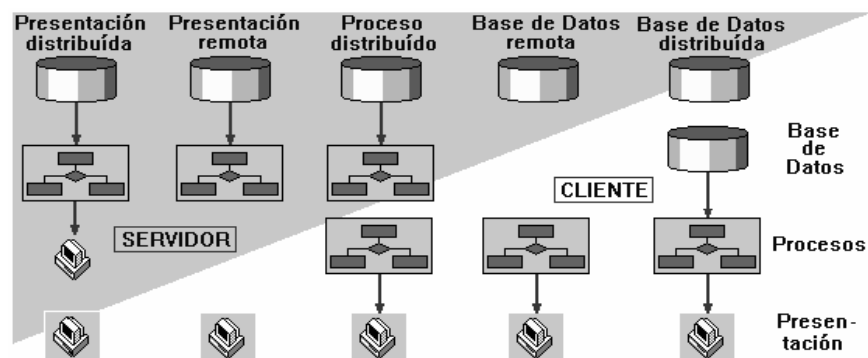 Presentación distribuída
Presentación remota
Proceso distribuído
Base de Datos remota
Base de Datos distribuída
Base de Datos
CLIENTE
SERVIDOR
Procesos
Presen-
tación